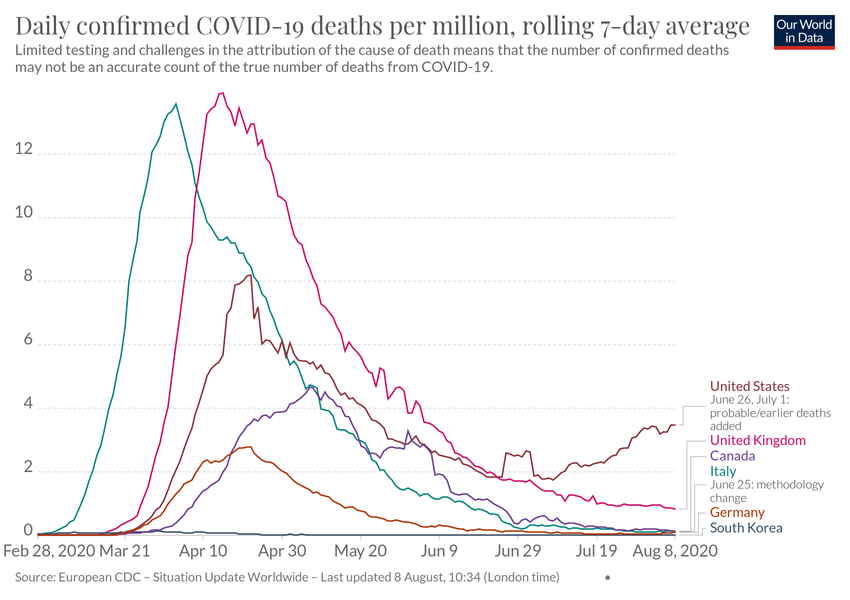 Daily confirmed COVID-19 deaths per million, rolling 7-day average
Our World
in Data
Limited testing and challenges in the attribution of the cause of death means that the number of confirmed deaths
may not be an accurate count of the true number of deaths from COVID-19.
12
10
8
6
4
2
0
United States
June 26, July 1:
probable/earlier deaths
added
United Kingdom
Canada
Italy
June 25: methodology
change
Germany
South Korea
Feb 28, 2020 Mar 21 Apr 10 Apr 30 May 20 Jun 9 Jun 29 Jul 19 Aug 8, 2020
Source: European CDC – Situation Update Worldwide – Last updated 8 August, 10:34 (London time) •